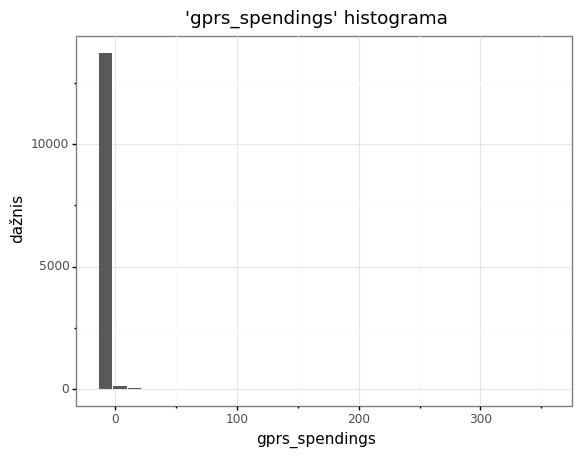 'gprs_spendings' histograma
dažnis
10000
5000
0
0 100 200 300
gprs_spendings